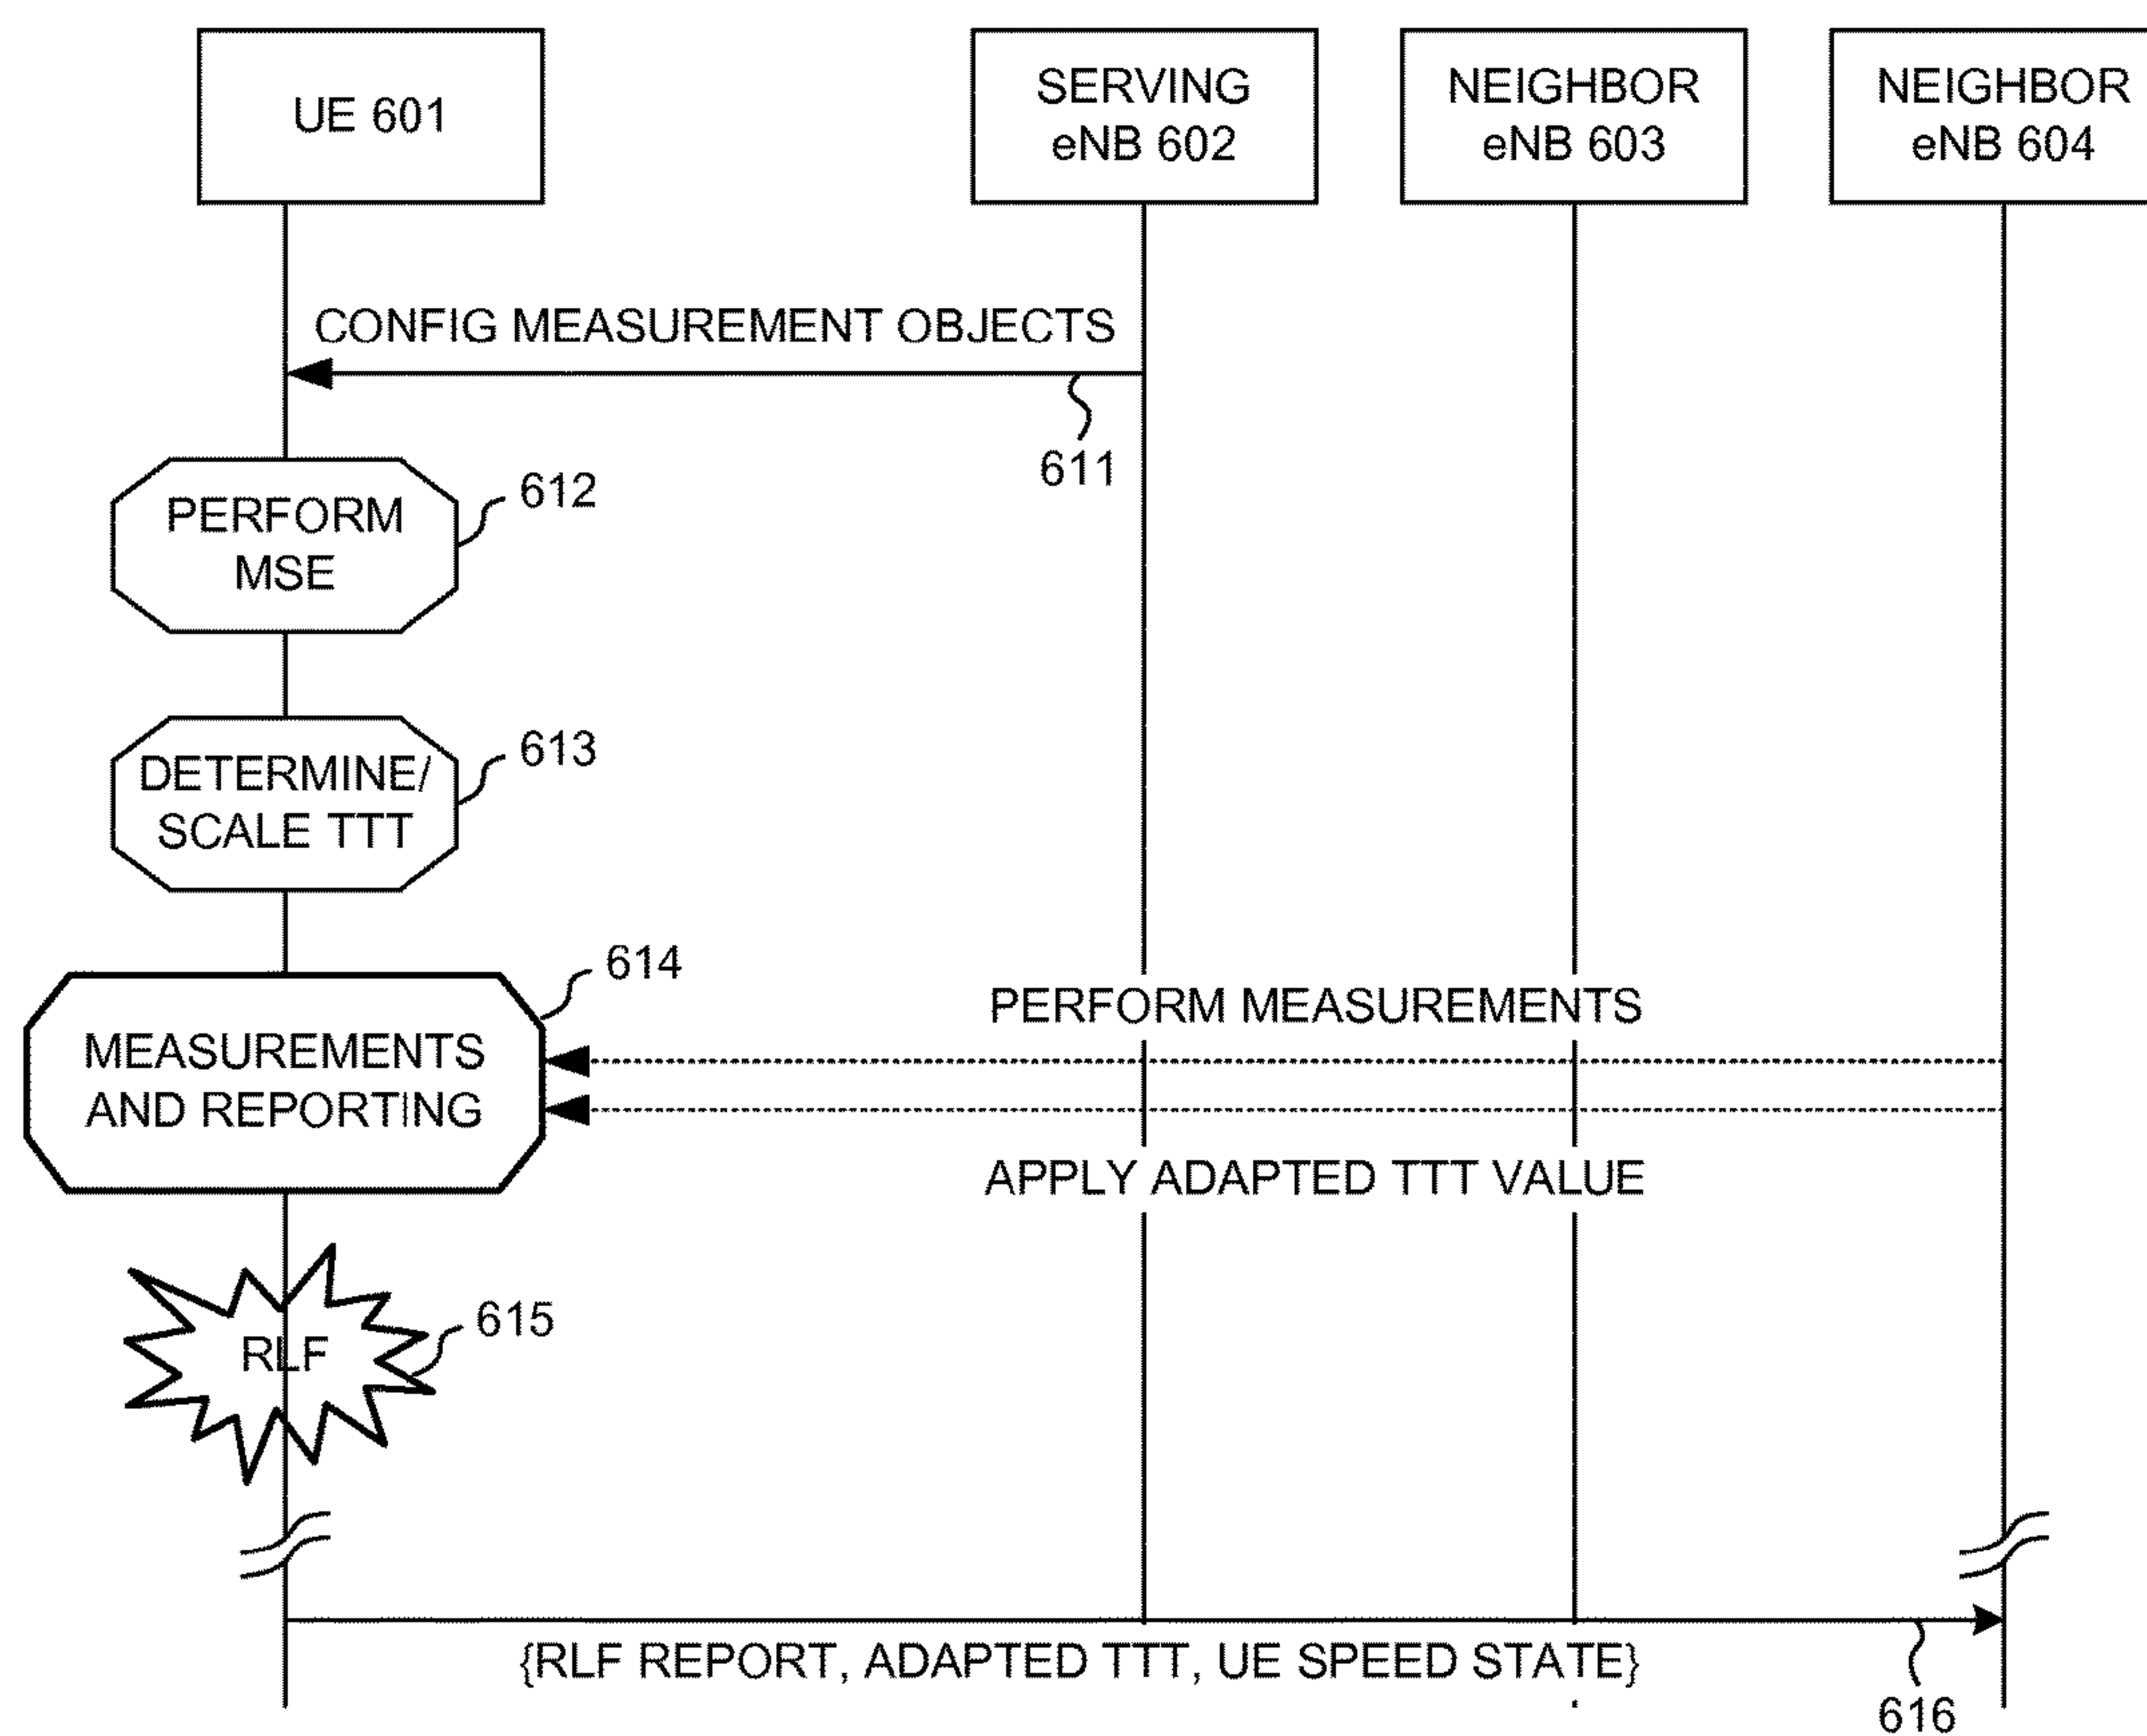 UE 601
SERVING
eNB 602
NEIGHBOR
eNB 603
NEIGHBOR
eNB 604
CONFIG MEASUREMENT OBJECTS
611
PERFORM
MSE
612
DETERMINE/
SCALE TTT
613
614
MEASUREMENTS
AND REPORTING
PERFORM MEASUREMENTS
APPLY ADAPTED TTT VALUE
RLF
615
{RLF REPORT, ADAPTED TTT, UE SPEED STATE}
616